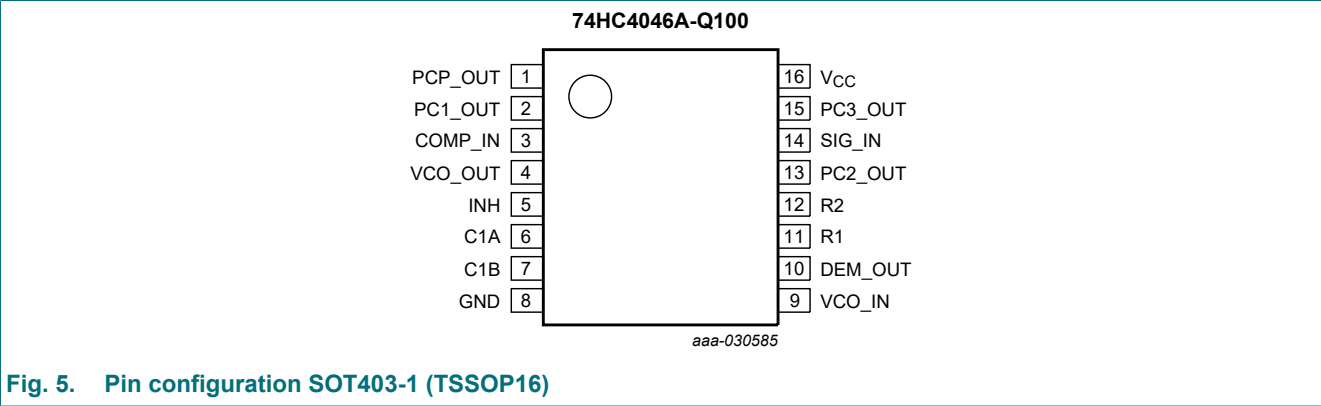 74HC4046A-Q100
PCP_OUT 1
16 VCC
PC1_OUT 2
15 PC3_OUT
COMP_IN 3
14 SIG_IN
VCO_OUT 4
13 PC2_OUT
INH 5
12 R2
C1A 6
11 R1
C1B 7
10 DEM_OUT
GND 8
9 VCO_IN
aaa-030585
Fig. 5. Pin configuration SOT403-1 (TSSOP16)